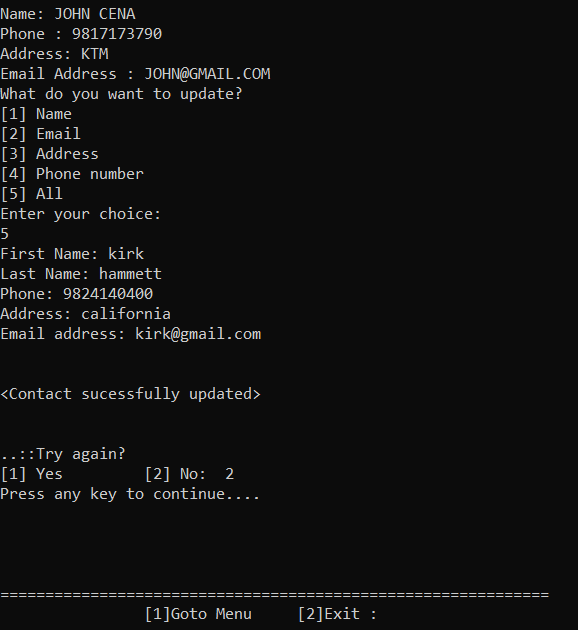 Name: JOHN CENA
Phone : 9817173790
Address: KTM
Email Address : JOHN@GMAIL.COM
What do you want to update?
[1] Name
[2] Email
[3] Address
[4] Phone number
[5] All
Enter your choice:
5
First Name: kirk
Last Name: hammett
Phone: 9824140400
Address: california
Email address: kirk@gmail.com
<Contact sucessfully updated>
..::Try again?
[1] Yes         [2] No:  2
Press any key to continue....
=============================================================
[1]Goto Menu     [2]Exit :